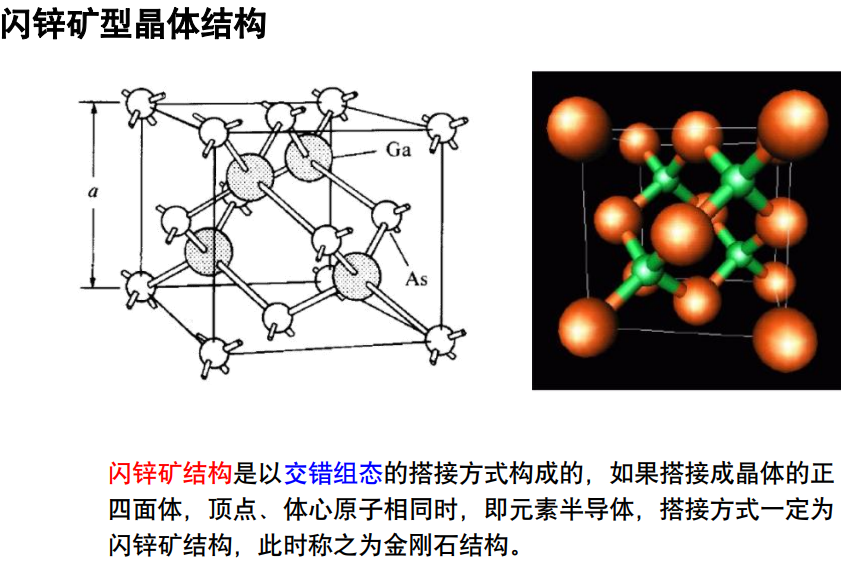 闪锌矿型晶体结构
Ga
a
As
闪锌矿结构是以交错组态的搭接方式构成的，如果搭接成晶体的正
四面体，顶点、体心原子相同时，即元素半导体，搭接方式一定为
闪锌矿结构，此时称之为金刚石结构。